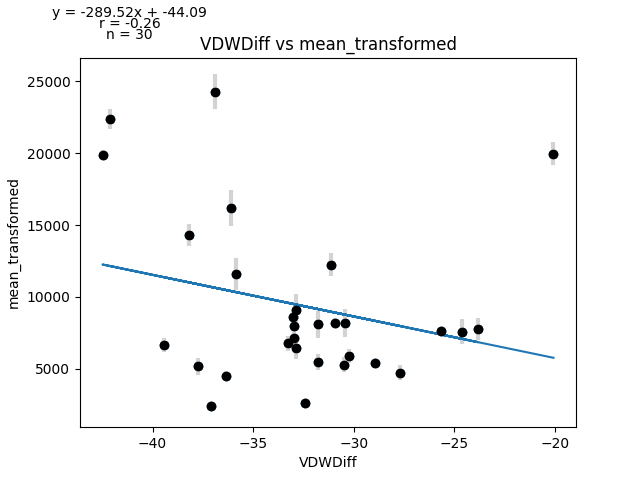 y = -289.52x + -44.09
r = -0.26
n = 30
VDWDiff vs mean_transformed
25000
20000
15000
10000
5000
mean_transformed
−40
−35
−30
−25
−20
VDWDiff